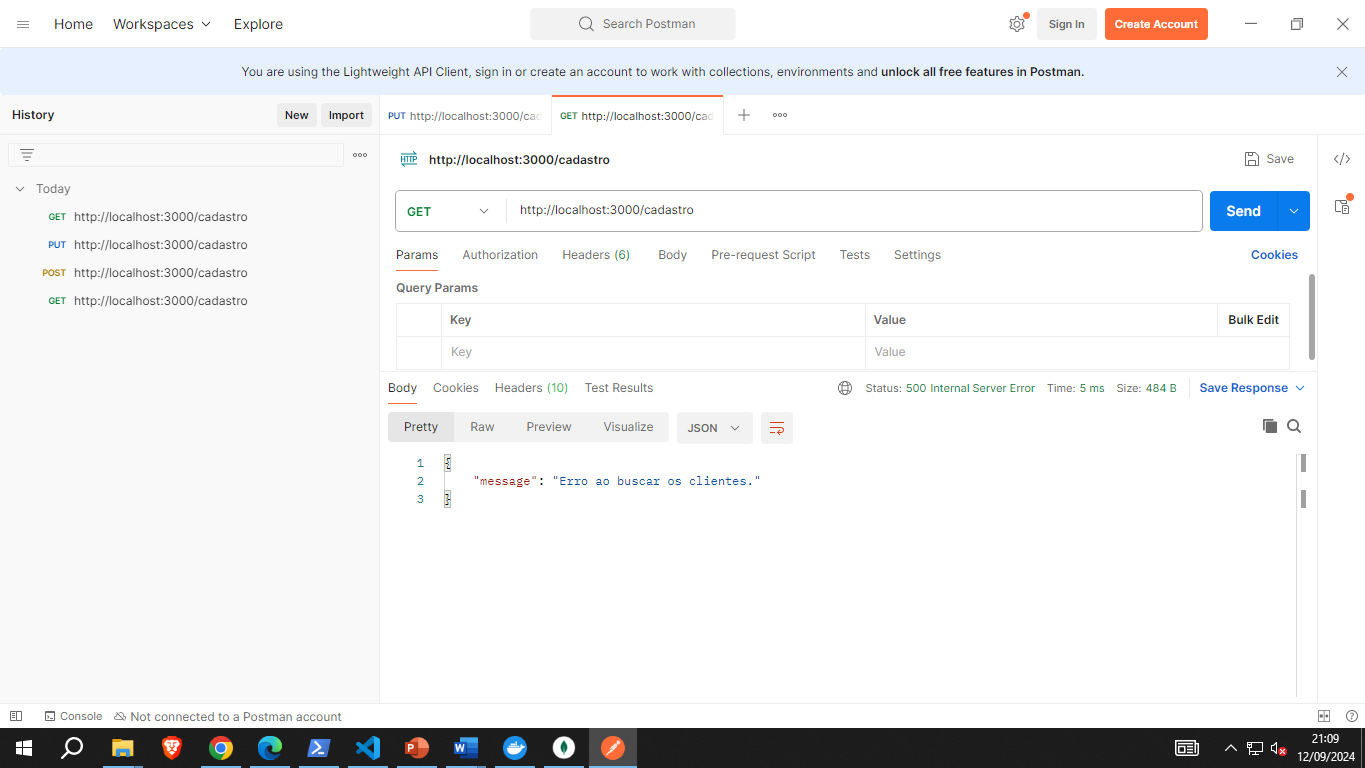 Home Workspaces Explore Search Postman Sign In Create Account
You are using the Lightweight API Client, sign in or create an account to work with collections, environments and unlock all free features in Postman.
History New Import PUT http://localhost:3000/cad GET http://localhost:3000/cad
Today
GET http://localhost:3000/cadastro
PUT http://localhost:3000/cadastro
POST http://localhost:3000/cadastro
GET http://localhost:3000/cadastro
HTTP http://localhost:3000/cadastro Save
GET http://localhost:3000/cadastro Send
Params Authorization Headers (6) Body Pre-request Script Tests Settings Cookies
Query Params
Key Value Bulk Edit
Key Value
Body Cookies Headers (10) Test Results Status: 500 Internal Server Error Time: 5 ms Size: 484 B Save Response
Pretty Raw Preview Visualize JSON
1 {
2 "message": "Erro ao buscar os clientes."
3 }
Console Not connected to a Postman account
21:09
12/09/2024